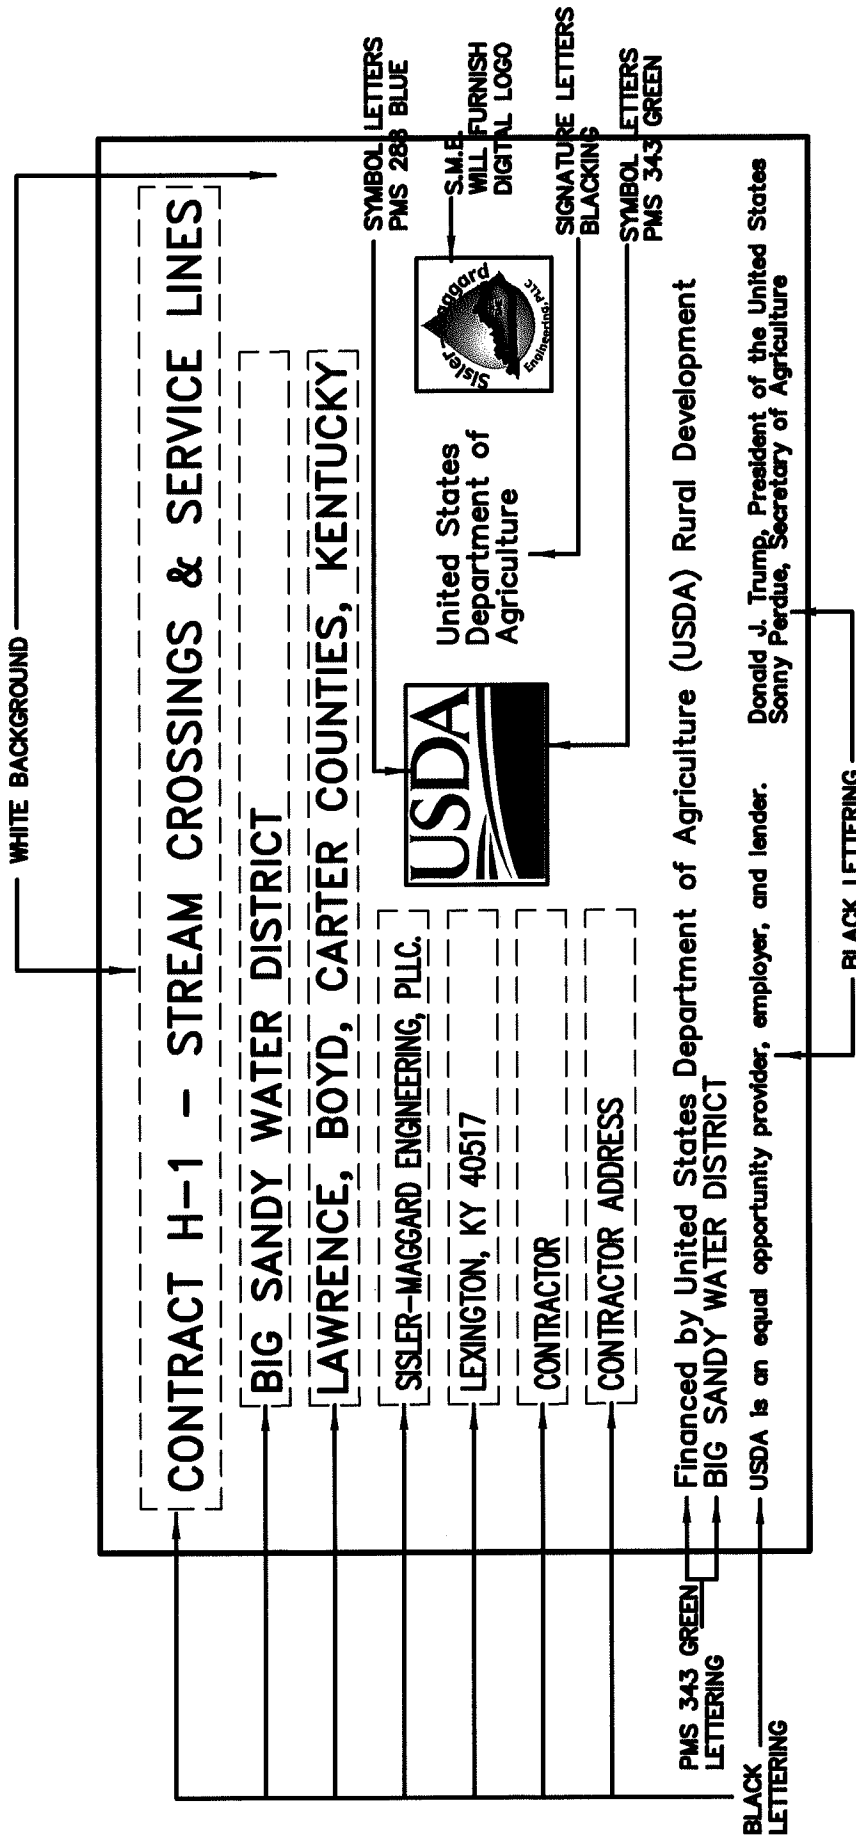 WHITE BACKGROUND
CONTRACT H-1 - STREAM CROSSINGS & SERVICE LINES
BIG SANDY WATER DISTRICT
LAWRENCE, BOYD, CARTER COUNTIES, KENTUCKY
SISLER-MAGGARD ENGINEERING, PLLC.
LEXINGTON, KY 40517
CONTRACTOR
CONTRACTOR ADDRESS
USDA
United States
Department of
Agriculture
Sisler-Maggard
Engineering, PLLC
SYMBOL LETTERS
PMS 288 BLUE
S.M.E.
WILL FURNISH
DIGITAL LOGO
SIGNATURE LETTERS
BLACKING
SYMBOL LETTERS
PMS 343 GREEN
Financed by United States Department of Agriculture (USDA) Rural Development
BIG SANDY WATER DISTRICT
USDA is an equal opportunity provider, employer, and lender.
Donald J. Trump, President of the United States
Sonny Perdue, Secretary of Agriculture
PMS 343 GREEN
LETTERING
BLACK
LETTERING
BLACK LETTERING